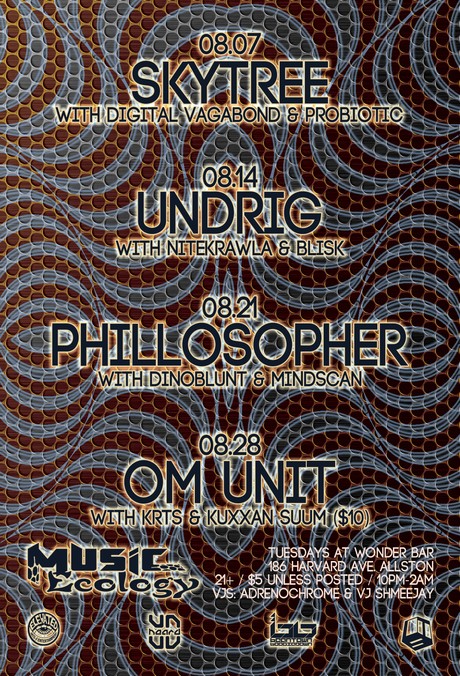 08.07
SKYTREE
WITH DIGITAL VAGABOND & PROBIOTIC
08.14
UNDRIG
WITH NITEKRAWLA & BLISK
08.21
PHILLOSOPHER
WITH DINOBLUNT & MINDSCAN
08.28
OM UNIT
WITH KRTS & KUXXAN SUUM ($10)
MUSIC
Ecology
TUESDAYS AT WONDER BAR
186 HARVARD AVE. ALLSTON
21+ / $5 UNLESS POSTED / 10PM-2AM
VJS: ADRENOCHROME & VJ SHMEEJAY
ELEV8TED